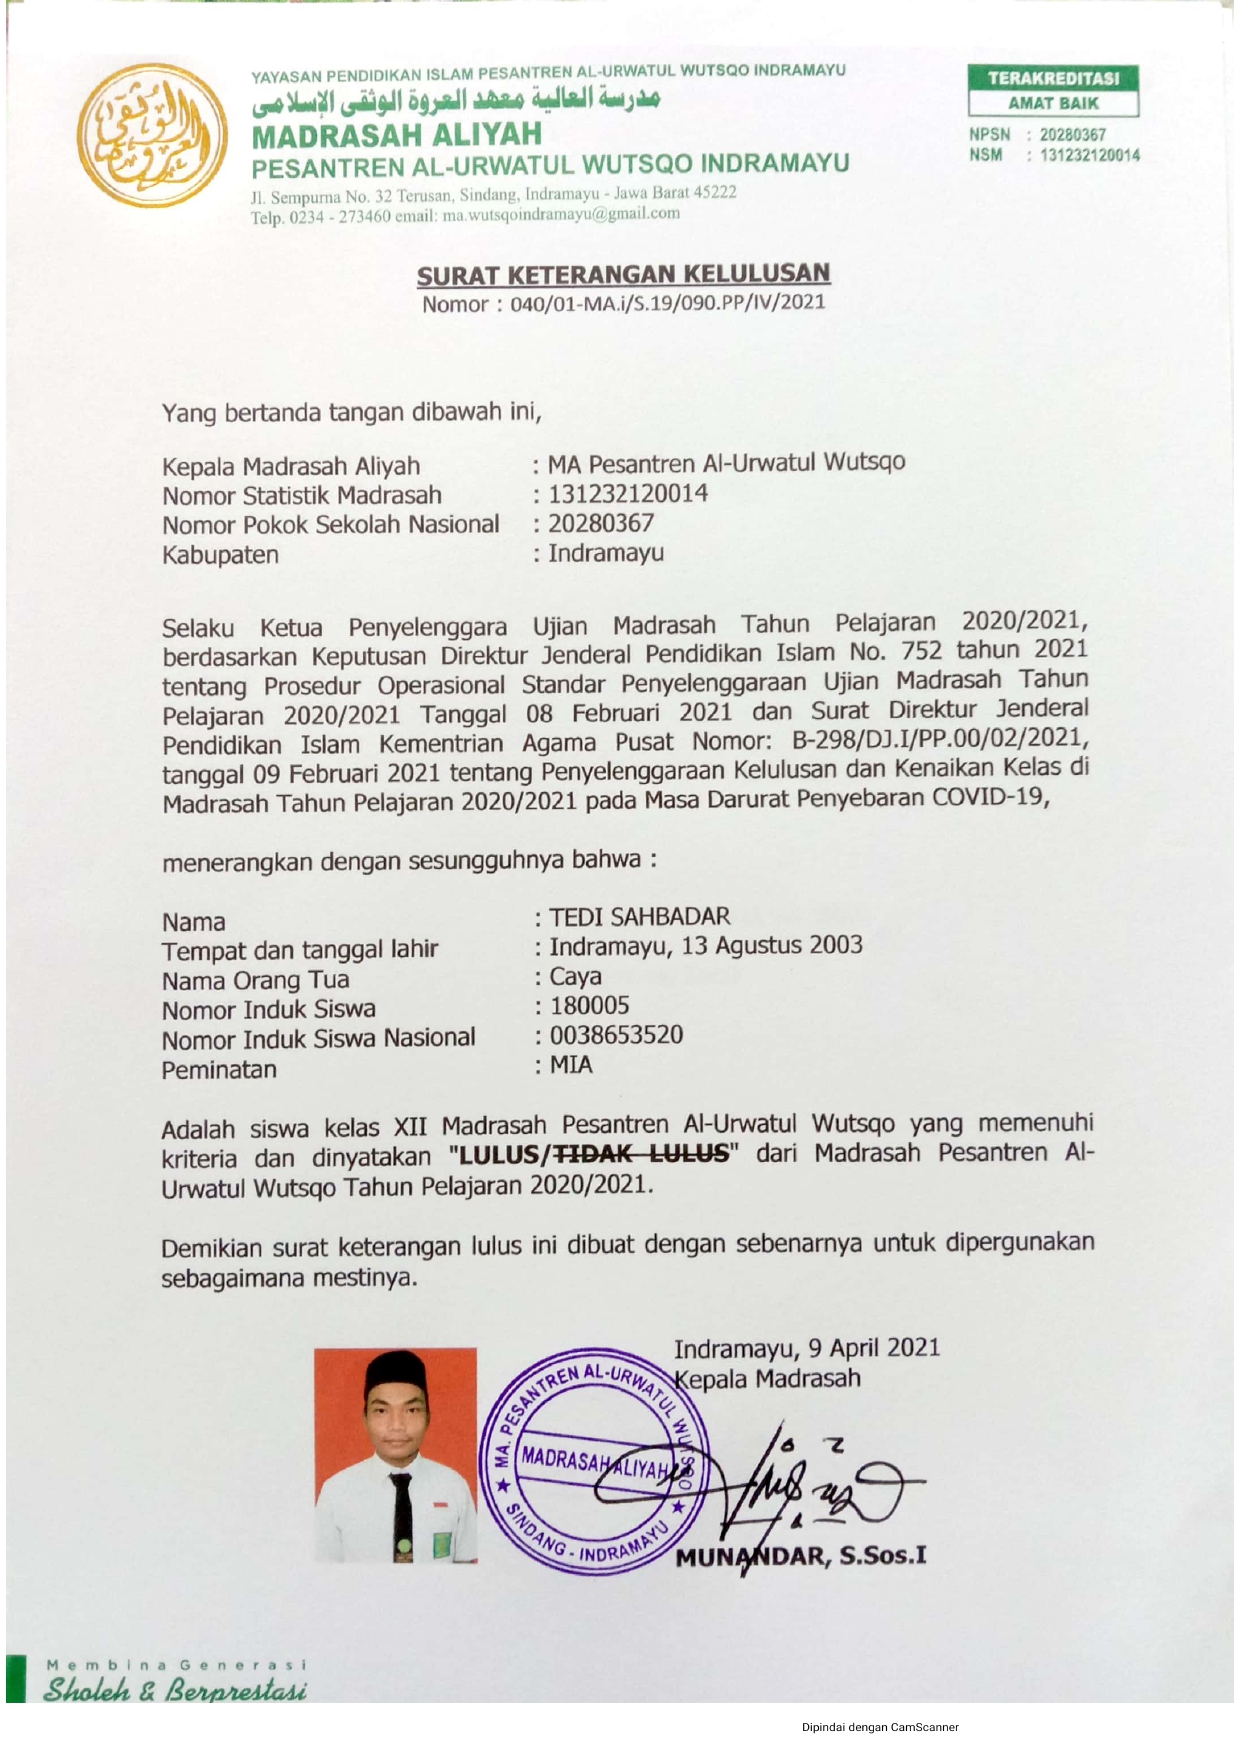 YAYASAN PENDIDIKAN ISLAM PESANTREN AL-URWATUL WUTSQO INDRAMAYU
مدرسة العالية معهد العروة الوثقى الإسلامى
MADRASAH ALIYAH
PESANTREN AL-URWATUL WUTSQO INDRAMAYU
Jl. Sempurna No. 32 Terusan, Sindang, Indramayu - Jawa Barat 45222
Telp. 0234 - 273460 email: ma.wutsqoindramayu@gmail.com
TERAKREDITASI
AMAT BAIK
NPSN : 20280367
NSM : 131232120014
SURAT KETERANGAN KELULUSAN
Nomor : 040/01-MA.i/S.19/090.PP/IV/2021
Yang bertanda tangan dibawah ini,
Kepala Madrasah Aliyah : MA Pesantren Al-Urwatul Wutsqo
Nomor Statistik Madrasah : 131232120014
Nomor Pokok Sekolah Nasional : 20280367
Kabupaten : Indramayu
Selaku Ketua Penyelenggara Ujian Madrasah Tahun Pelajaran 2020/2021,
berdasarkan Keputusan Direktur Jenderal Pendidikan Islam No. 752 tahun 2021
tentang Prosedur Operasional Standar Penyelenggaraan Ujian Madrasah Tahun
Pelajaran 2020/2021 Tanggal 08 Februari 2021 dan Surat Direktur Jenderal
Pendidikan Islam Kementrian Agama Pusat Nomor: B-298/DJ.I/PP.00/02/2021,
tanggal 09 Februari 2021 tentang Penyelenggaraan Kelulusan dan Kenaikan Kelas di
Madrasah Tahun Pelajaran 2020/2021 pada Masa Darurat Penyebaran COVID-19,
menerangkan dengan sesungguhnya bahwa :
Nama : TEDI SAHBADAR
Tempat dan tanggal lahir : Indramayu, 13 Agustus 2003
Nama Orang Tua : Caya
Nomor Induk Siswa : 180005
Nomor Induk Siswa Nasional : 0038653520
Peminatan : MIA
Adalah siswa kelas XII Madrasah Pesantren Al-Urwatul Wutsqo yang memenuhi
kriteria dan dinyatakan "LULUS/TIDAK LULUS" dari Madrasah Pesantren Al-
Urwatul Wutsqo Tahun Pelajaran 2020/2021.
Demikian surat keterangan lulus ini dibuat dengan sebenarnya untuk dipergunakan
sebagaimana mestinya.
Indramayu, 9 April 2021
Kepala Madrasah
MA. PESANTREN AL-URWATUL WUTSQO
MADRASAH ALIYAH
SINDANG - INDRAMAYU
MUNANDAR, S.Sos.I
Membina Generasi
Sholeh & Berprestasi
Dipindai dengan CamScanner